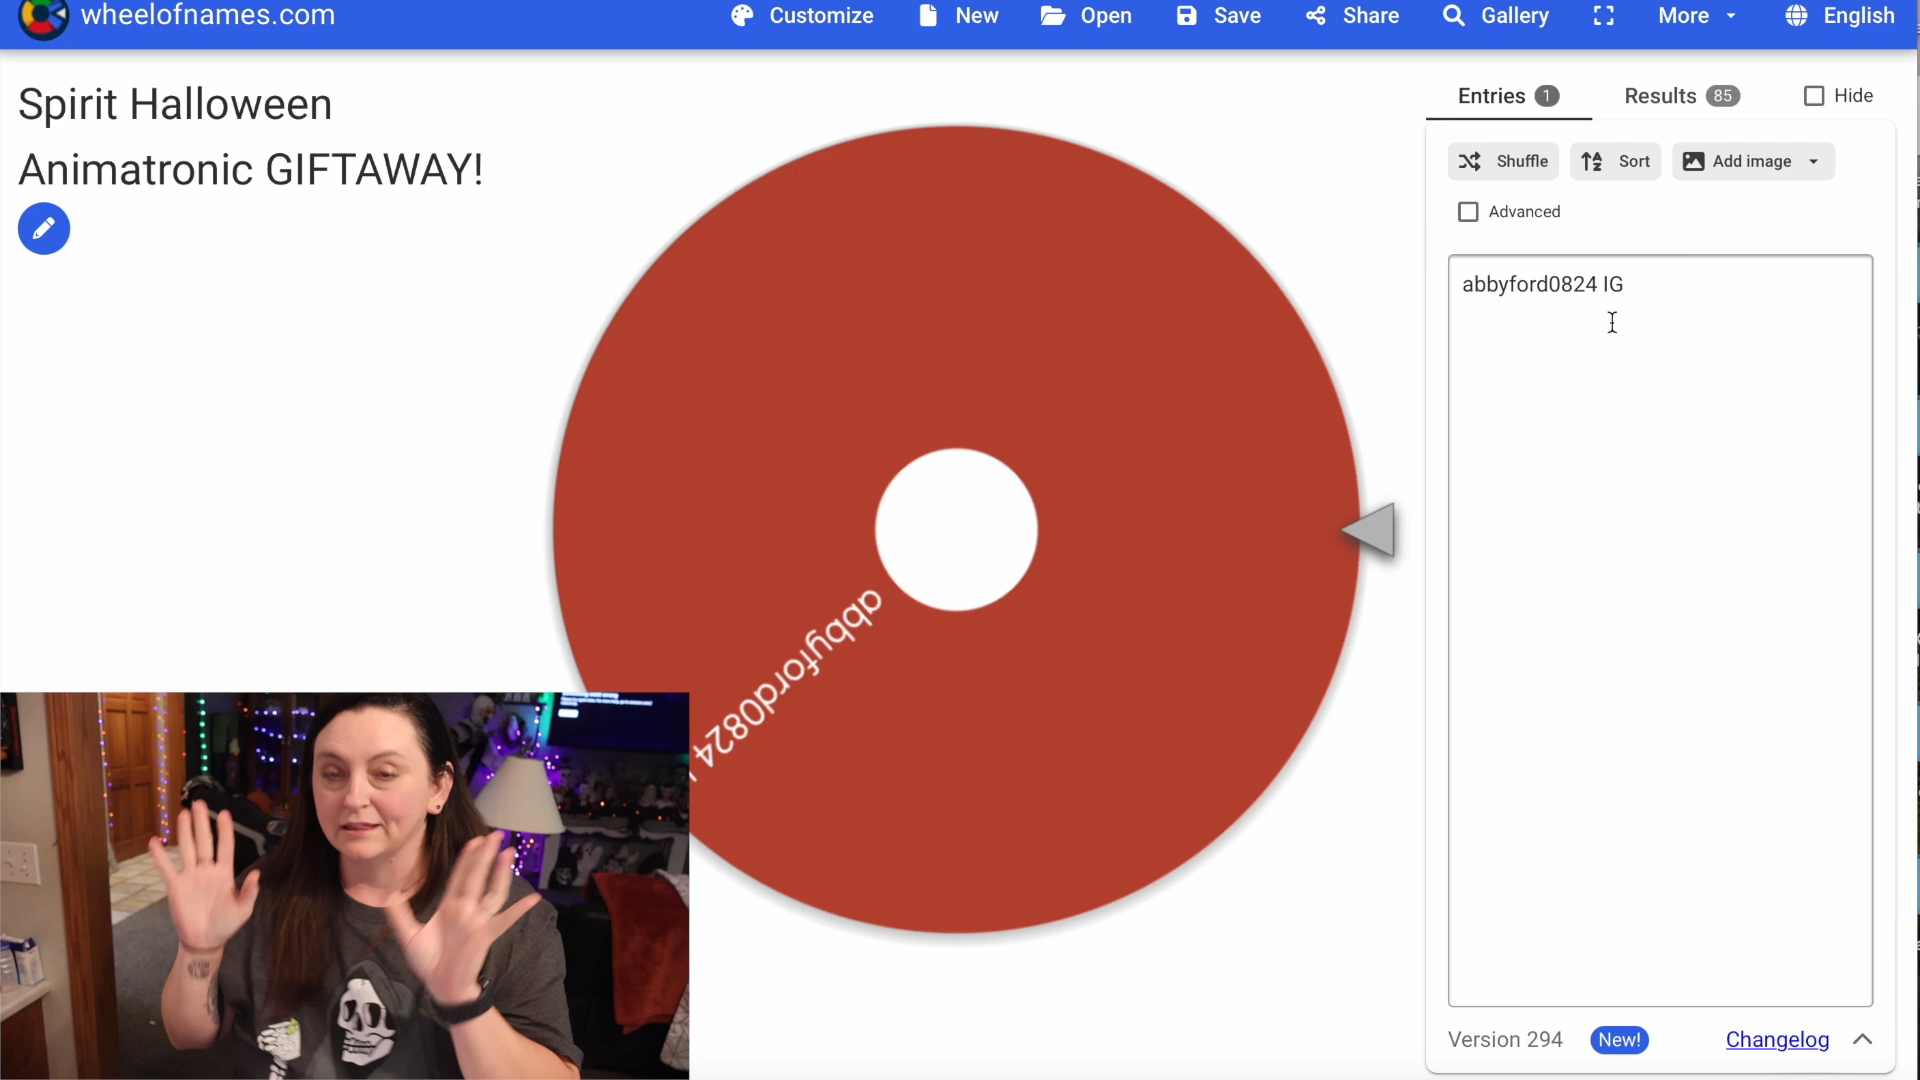 wheelofnames.com
Customize
New
Open
Save
Share
Gallery
More
English
Spirit Halloween
Animatronic GIFTAWAY!
Entries 1
Results 85
Hide
Shuffle
Sort
Add image
Advanced
abbyford0824 IG
abbyford0824
Version 294
New!
Changelog